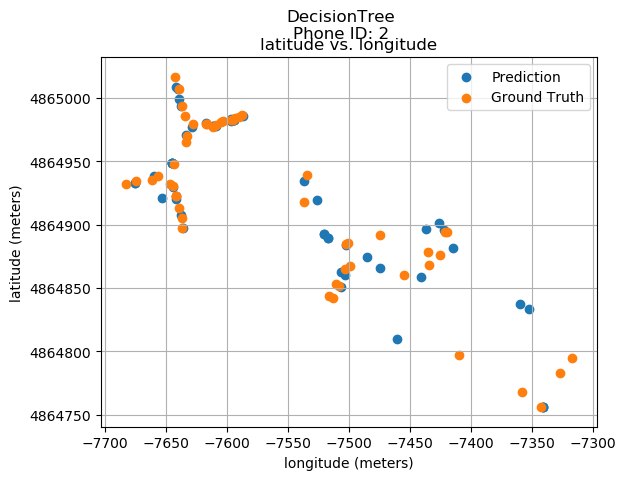 DecisionTree
Phone ID: 2
latitude vs. longitude
Prediction
Ground Truth
4865000
4864950
4864900
4864850
4864800
4864750
latitude (meters)
−7700
−7650
−7600
−7550
−7500
−7450
−7400
−7350
−7300
longitude (meters)